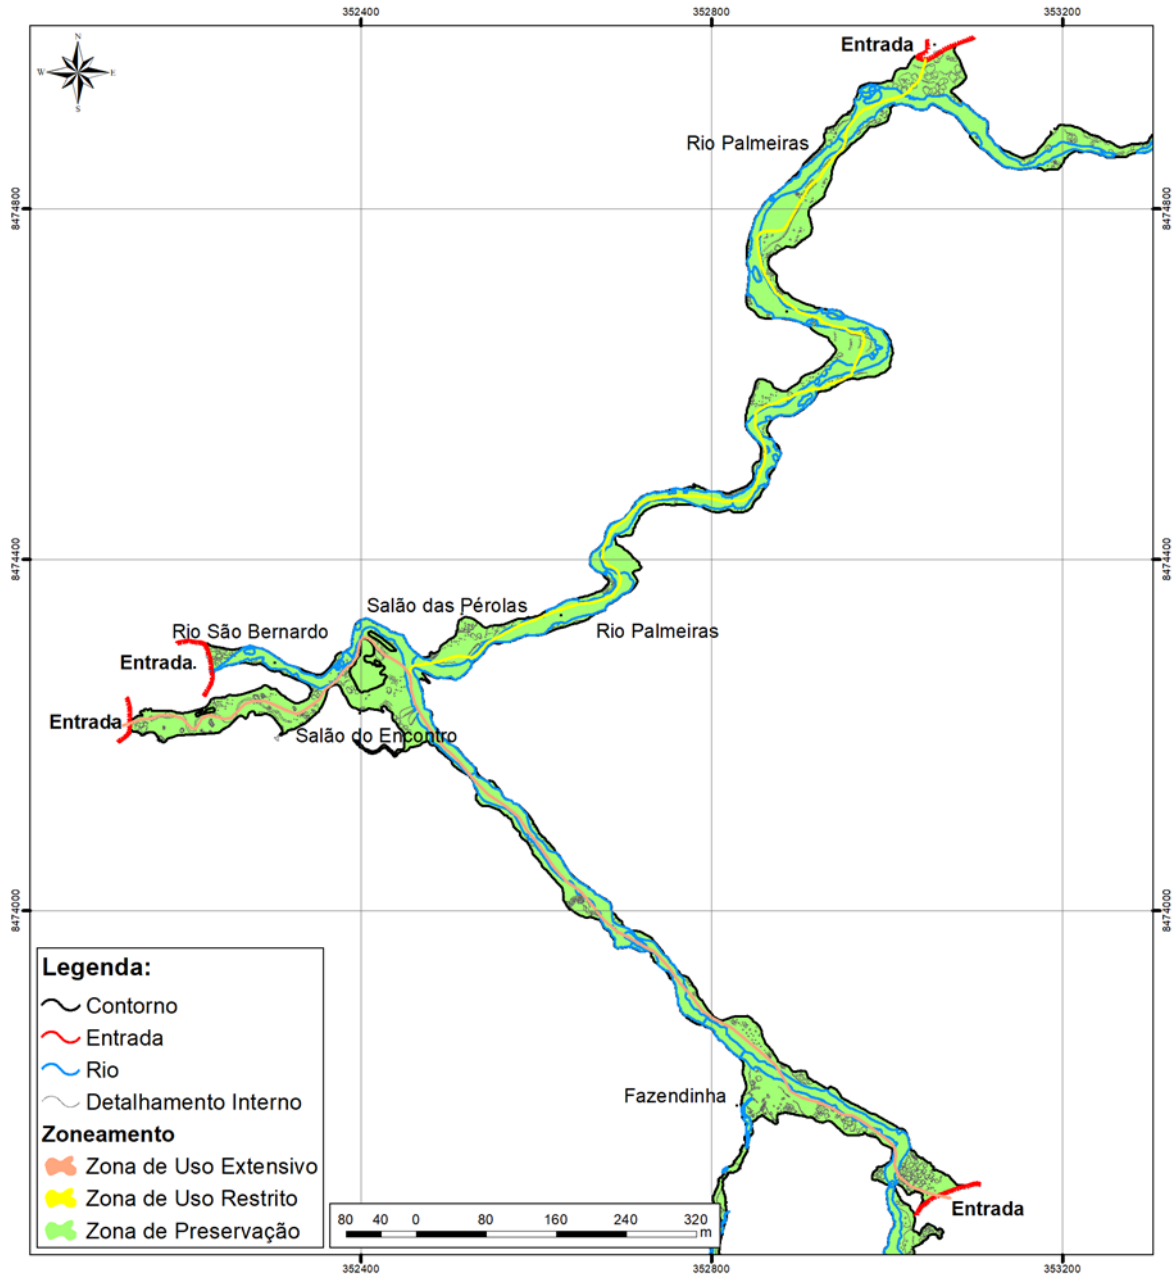 352400
352800
353200
N
W
E
S
Entrada
Rio Palmeiras
8474800
8474800
8474400
8474400
Salão das Pérolas
Rio São Bernardo
Rio Palmeiras
Entrada.
Entrada
Salão do Encontro
8474000
8474000
Fazendinha
Entrada
Legenda:
Contorno
Entrada
Rio
Detalhamento Interno
Zoneamento
Zona de Uso Extensivo
Zona de Uso Restrito
Zona de Preservação
80 40 0 80 160 240 320
m
352400
352800
353200